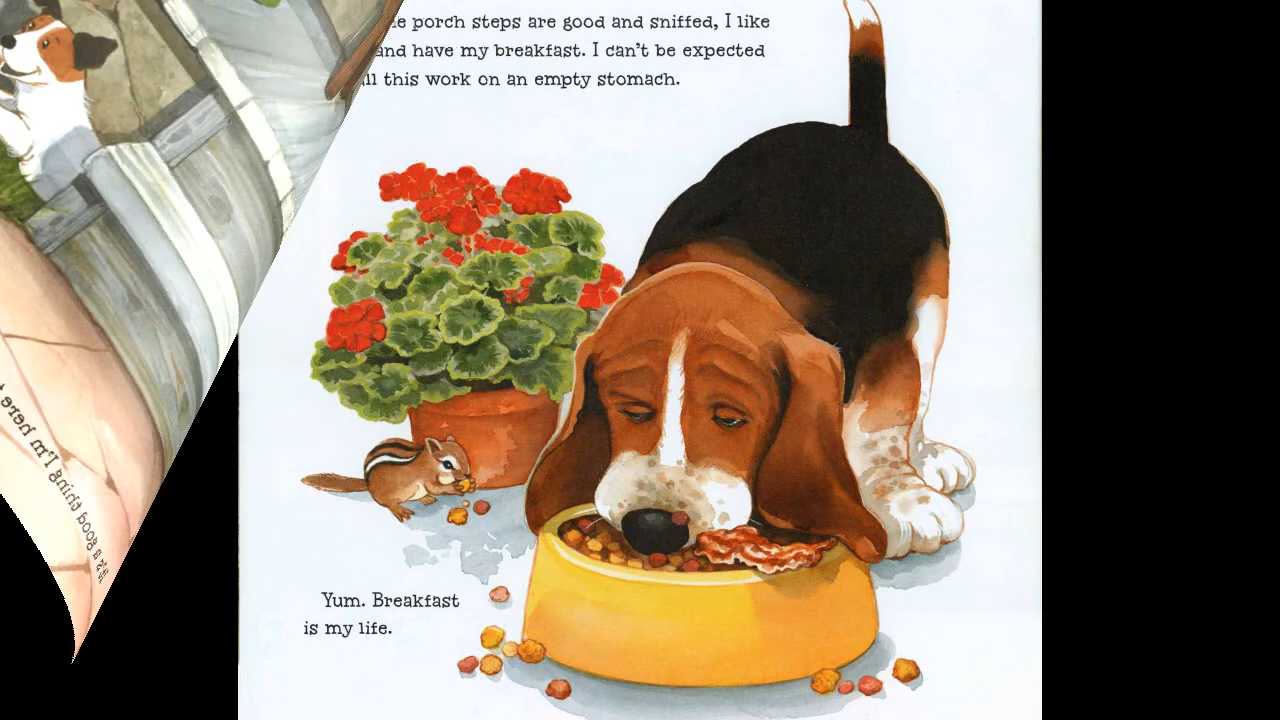 porch steps are good and sniffed, I like
and have my breakfast. I can't be expected
this work on an empty stomach.
Yum. Breakfast
is my life.
good thing I'm here